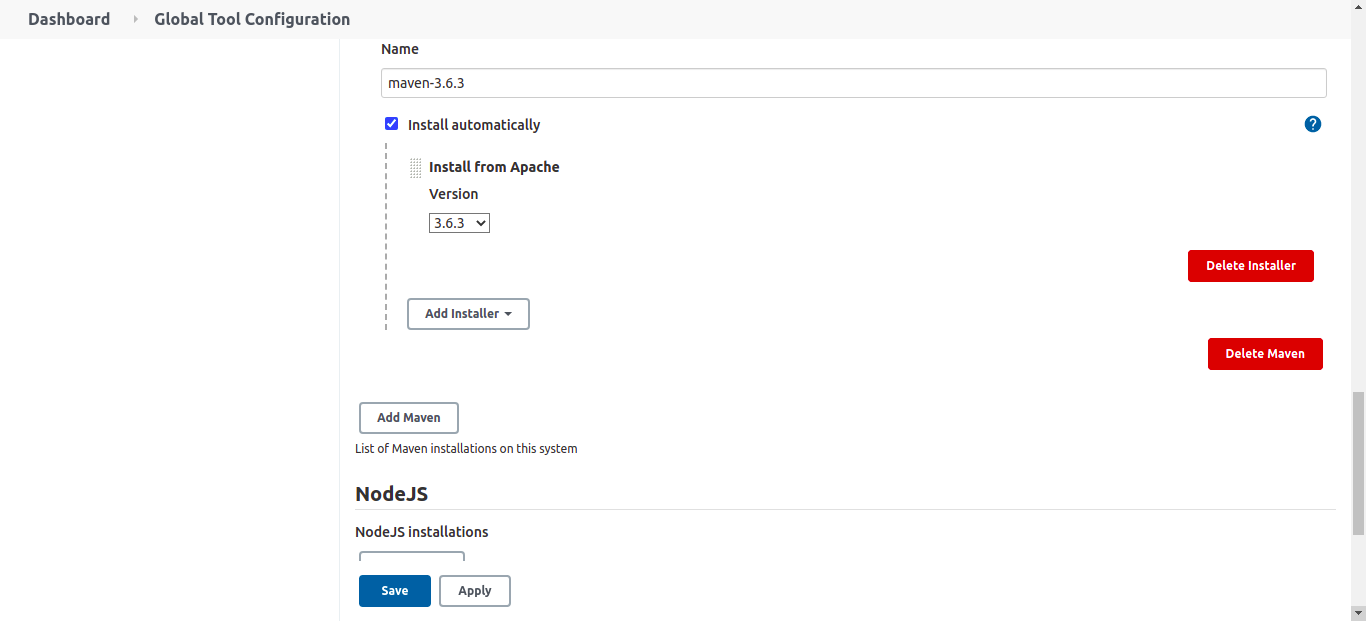 Dashboard
Global Tool Configuration
Name
maven-3.6.3
Install automatically
?
Install from Apache
Version
3.6.3
Delete Installer
Add Installer
Delete Maven
Add Maven
List of Maven installations on this system
NodeJS
NodeJS installations
Save Apply